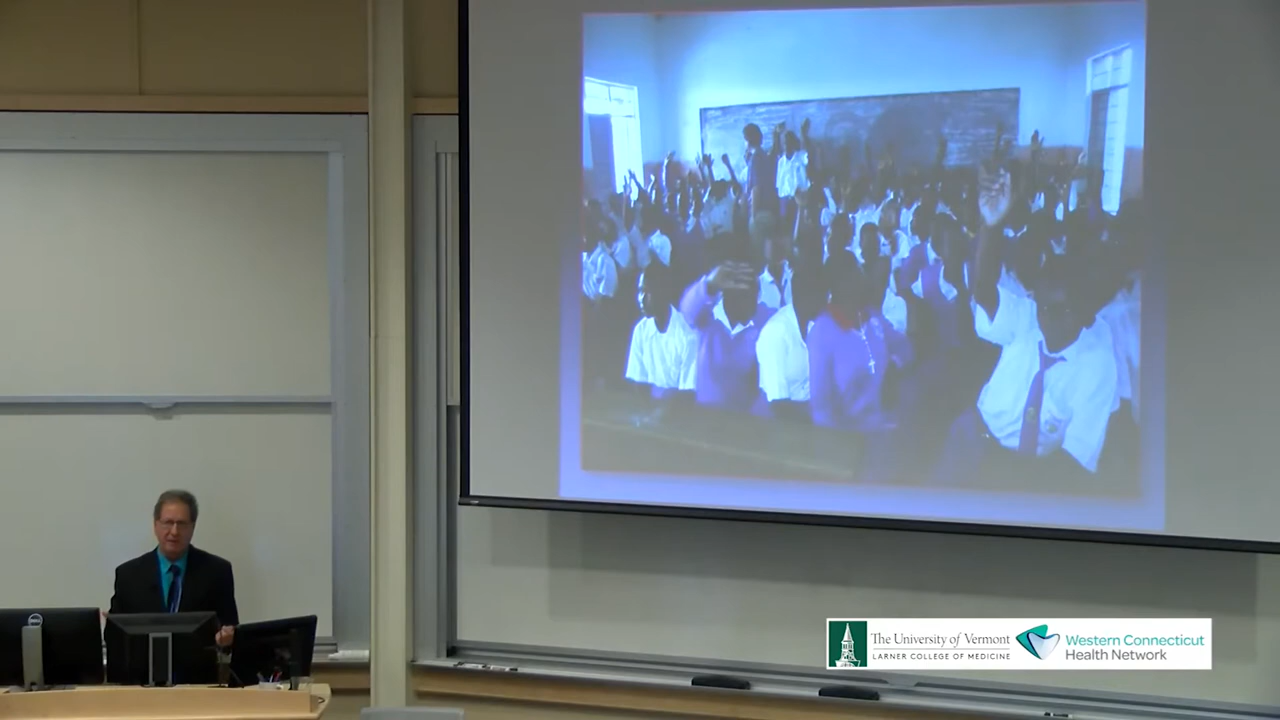 The University of Vermont
LARNER COLLEGE OF MEDICINE
Western Connecticut
Health Network